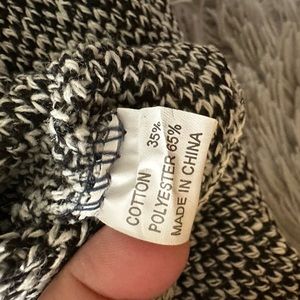 COTTON 35%
POLYESTER 65%
MADE IN CHINA